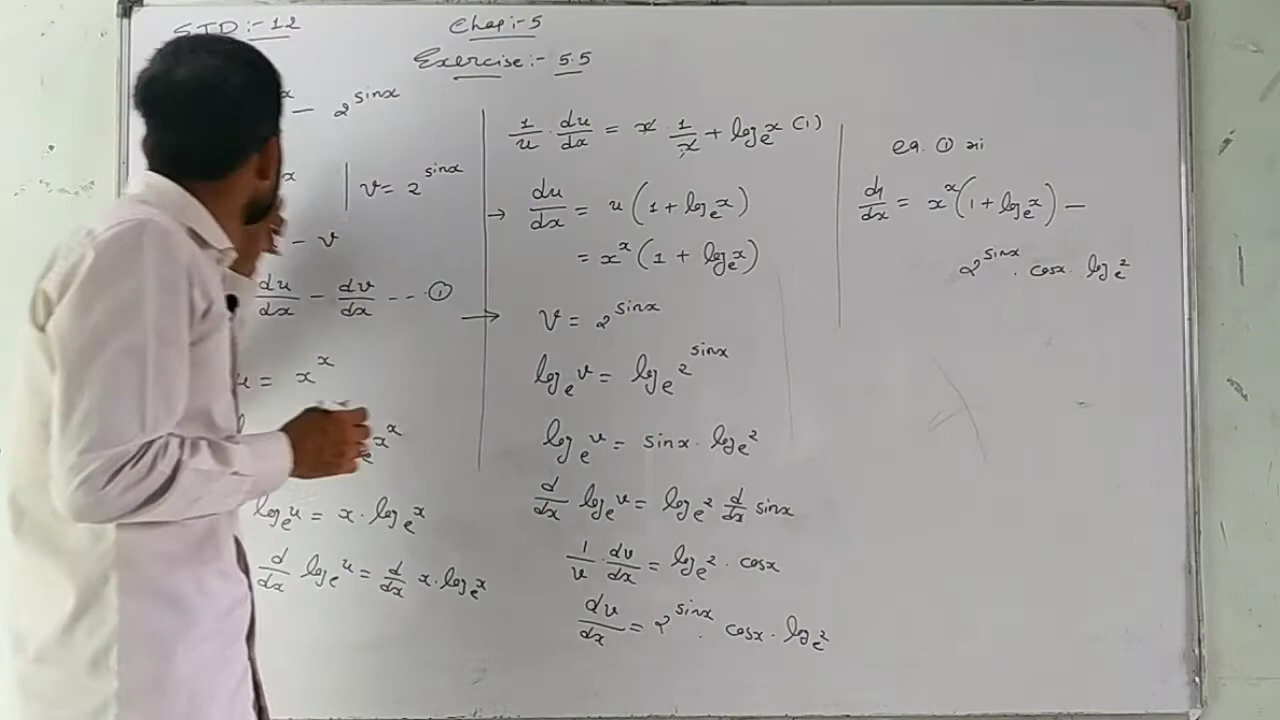 STD :- 12
Chap :- 5
Exercise :- 5.5
x - 2^sinx
x | v = 2^sinx
- v
du/dx - dv/dx --- ①
u = x^x
e x^x
log_e u = x · log_e x
d/dx log_e u = d/dx x · log_e x
1/u · du/dx = x · 1/x + log_e x (1)
→ du/dx = u (1 + log_e x)
= x^x (1 + log_e x)
→ v = 2^sinx
log_e v = log_e 2^sinx
log_e v = sinx · log_e 2
d/dx log_e v = log_e 2 d/dx sinx
1/v · dv/dx = log_e 2 · cosx
dv/dx = 2^sinx · cosx · log_e 2
eq. ①
dy/dx = x^x (1 + log_e x) -
2^sinx · cosx · log_e 2